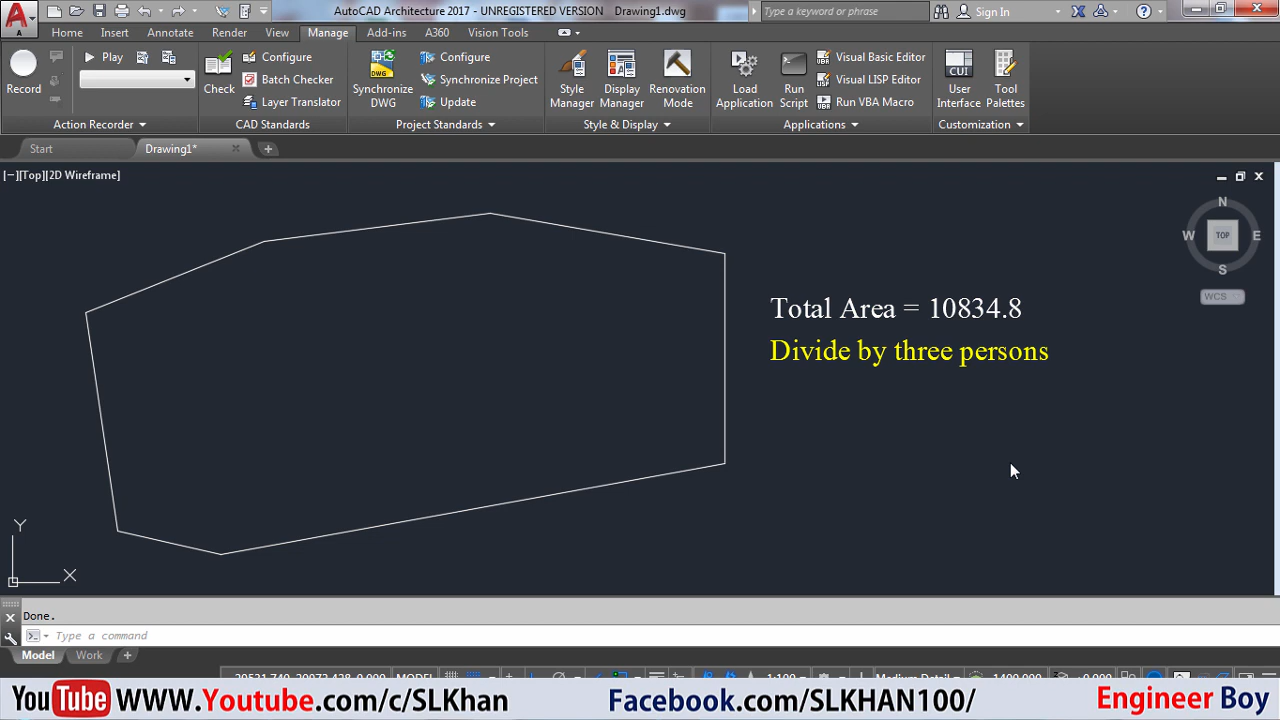 AutoCAD Architecture 2017 - UNREGISTERED VERSION Drawing1.dwg
Type a keyword or phrase
Sign In
Home Insert Annotate Render View Manage Add-ins A360 Vision Tools
Record
Play
Action Recorder
Check
Configure
Batch Checker
Layer Translator
CAD Standards
Synchronize
DWG
DWG
Configure
Synchronize Project
Update
Project Standards
Style
Manager
Display
Manager
Renovation
Mode
Style & Display
Load
Application
Run
Script
Visual Basic Editor
Visual LISP Editor
VBA
Run VBA Macro
Applications
CUI
User
Interface
Tool
Palettes
Customization
Start
Drawing1*
[−][Top][2D Wireframe]
N
W
TOP
E
S
WCS
Total Area = 10834.8
Divide by three persons
Y
X
Done.
Type a command
Model
Work
MODEL
YouTube WWW.Youtube.com/c/SLKhan
Facebook.com/SLKHAN100/
Engineer Boy